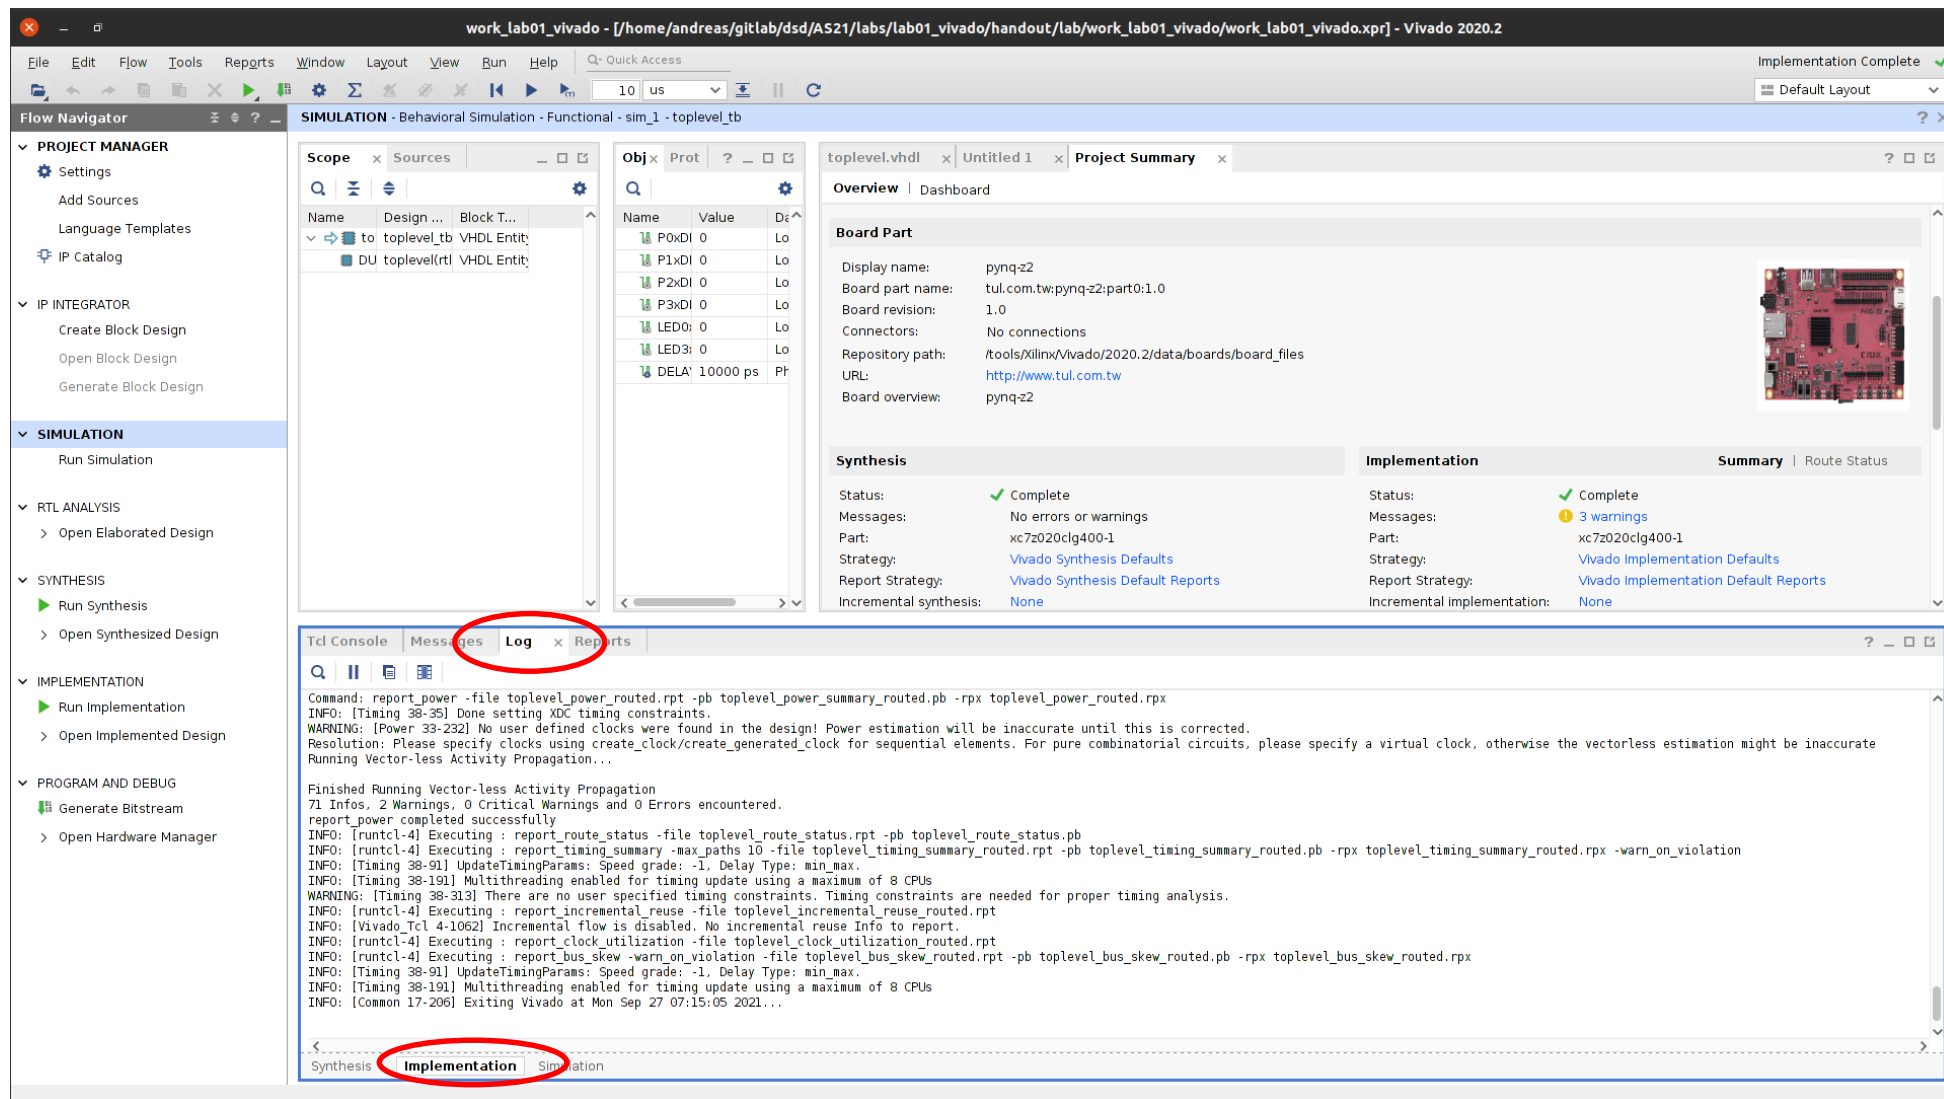 work_lab01_vivado - [/home/andreas/gitlab/dsd/AS21/labs/lab01_vivado/handout/lab/work_lab01_vivado/work_lab01_vivado.xpr] - Vivado 2020.2
File Edit Flow Tools Reports Window Layout View Run Help Quick Access Implementation Complete
10 us Default Layout
Flow Navigator
SIMULATION - Behavioral Simulation - Functional - sim_1 - toplevel_tb
PROJECT MANAGER
Settings
Add Sources
Language Templates
IP Catalog
IP INTEGRATOR
Create Block Design
Open Block Design
Generate Block Design
SIMULATION
Run Simulation
RTL ANALYSIS
Open Elaborated Design
SYNTHESIS
Run Synthesis
Open Synthesized Design
IMPLEMENTATION
Run Implementation
Open Implemented Design
PROGRAM AND DEBUG
Generate Bitstream
Open Hardware Manager
Scope Sources
Name Design ... Block T...
to toplevel_tb VHDL Entity
DU toplevel(rtl VHDL Entity
Obj Prot
Name Value Da
P0xDI 0 Lo
P1xDI 0 Lo
P2xDI 0 Lo
P3xDI 0 Lo
LED0x 0 Lo
LED3x 0 Lo
DELAY 10000 ps Ph
toplevel.vhdl Untitled 1 Project Summary
Overview | Dashboard
Board Part
Display name: pynq-z2
Board part name: tul.com.tw:pynq-z2:part0:1.0
Board revision: 1.0
Connectors: No connections
Repository path: /tools/Xilinx/Vivado/2020.2/data/boards/board_files
URL: http://www.tul.com.tw
Board overview: pynq-z2
Synthesis
Status: Complete
Messages: No errors or warnings
Part: xc7z020clg400-1
Strategy: Vivado Synthesis Defaults
Report Strategy: Vivado Synthesis Default Reports
Incremental synthesis: None
Implementation Summary | Route Status
Status: Complete
Messages: 3 warnings
Part: xc7z020clg400-1
Strategy: Vivado Implementation Defaults
Report Strategy: Vivado Implementation Default Reports
Incremental implementation: None
Tcl Console Messages Log Reports
Command: report_power -file toplevel_power_routed.rpt -pb toplevel_power_summary_routed.pb -rpx toplevel_power_routed.rpx
INFO: [Timing 38-35] Done setting XDC timing constraints.
WARNING: [Power 33-232] No user defined clocks were found in the design! Power estimation will be inaccurate until this is corrected.
Resolution: Please specify clocks using create_clock/create_generated_clock for sequential elements. For pure combinatorial circuits, please specify a virtual clock, otherwise the vectorless estimation might be inaccurate
Running Vector-less Activity Propagation...
Finished Running Vector-less Activity Propagation
71 Infos, 2 Warnings, 0 Critical Warnings and 0 Errors encountered.
report_power completed successfully
INFO: [runtcl-4] Executing : report_route_status -file toplevel_route_status.rpt -pb toplevel_route_status.pb
INFO: [runtcl-4] Executing : report_timing_summary -max_paths 10 -file toplevel_timing_summary_routed.rpt -pb toplevel_timing_summary_routed.pb -rpx toplevel_timing_summary_routed.rpx -warn_on_violation
INFO: [Timing 38-91] UpdateTimingParams: Speed grade: -1, Delay Type: min_max.
INFO: [Timing 38-191] Multithreading enabled for timing update using a maximum of 8 CPUs
WARNING: [Timing 38-313] There are no user specified timing constraints. Timing constraints are needed for proper timing analysis.
INFO: [runtcl-4] Executing : report_incremental_reuse -file toplevel_incremental_reuse_routed.rpt
INFO: [Vivado_Tcl 4-1062] Incremental flow is disabled. No incremental reuse Info to report.
INFO: [runtcl-4] Executing : report_clock_utilization -file toplevel_clock_utilization_routed.rpt
INFO: [runtcl-4] Executing : report_bus_skew -warn_on_violation -file toplevel_bus_skew_routed.rpt -pb toplevel_bus_skew_routed.pb -rpx toplevel_bus_skew_routed.rpx
INFO: [Timing 38-91] UpdateTimingParams: Speed grade: -1, Delay Type: min_max.
INFO: [Timing 38-191] Multithreading enabled for timing update using a maximum of 8 CPUs
INFO: [Common 17-206] Exiting Vivado at Mon Sep 27 07:15:05 2021...
Synthesis Implementation Simulation